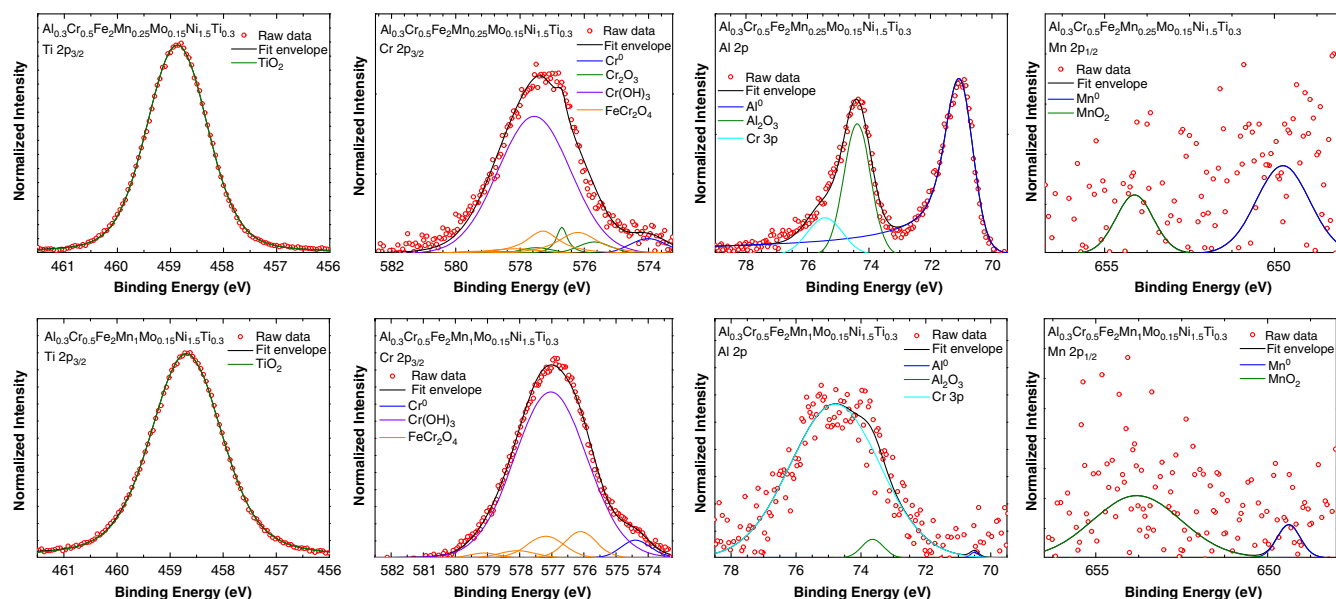 Al0.3Cr0.5Fe2Mn0.25Mo0.15Ni1.5Ti0.3
Ti 2p3/2
Raw data
Fit envelope
TiO2
Normalized Intensity
461 460 459 458 457 456
Binding Energy (eV)
Al0.3Cr0.5Fe2Mn0.25Mo0.15Ni1.5Ti0.3
Cr 2p3/2
Raw data
Fit envelope
Cr0
Cr2O3
Cr(OH)3
FeCr2O4
Normalized Intensity
582 580 578 576 574
Binding Energy (eV)
Al0.3Cr0.5Fe2Mn0.25Mo0.15Ni1.5Ti0.3
Al 2p
Raw data
Fit envelope
Al0
Al2O3
Cr 3p
Normalized Intensity
78 76 74 72 70
Binding Energy (eV)
Al0.3Cr0.5Fe2Mn0.25Mo0.15Ni1.5Ti0.3
Mn 2p1/2
Raw data
Fit envelope
Mn0
MnO2
Normalized Intensity
655 650
Binding Energy (eV)
Al0.3Cr0.5Fe2Mn1Mo0.15Ni1.5Ti0.3
Ti 2p3/2
Raw data
Fit envelope
TiO2
Normalized Intensity
461 460 459 458 457 456
Binding Energy (eV)
Al0.3Cr0.5Fe2Mn1Mo0.15Ni1.5Ti0.3
Cr 2p3/2
Raw data
Fit envelope
Cr0
Cr(OH)3
FeCr2O4
Normalized Intensity
582 581 580 579 578 577 576 575 574
Binding Energy (eV)
Al0.3Cr0.5Fe2Mn1Mo0.15Ni1.5Ti0.3
Al 2p
Raw data
Fit envelope
Al0
Al2O3
Cr 3p
Normalized Intensity
78 76 74 72 70
Binding Energy (eV)
Al0.3Cr0.5Fe2Mn1Mo0.15Ni1.5Ti0.3
Mn 2p1/2
Raw data
Fit envelope
Mn0
MnO2
Normalized Intensity
655 650
Binding Energy (eV)